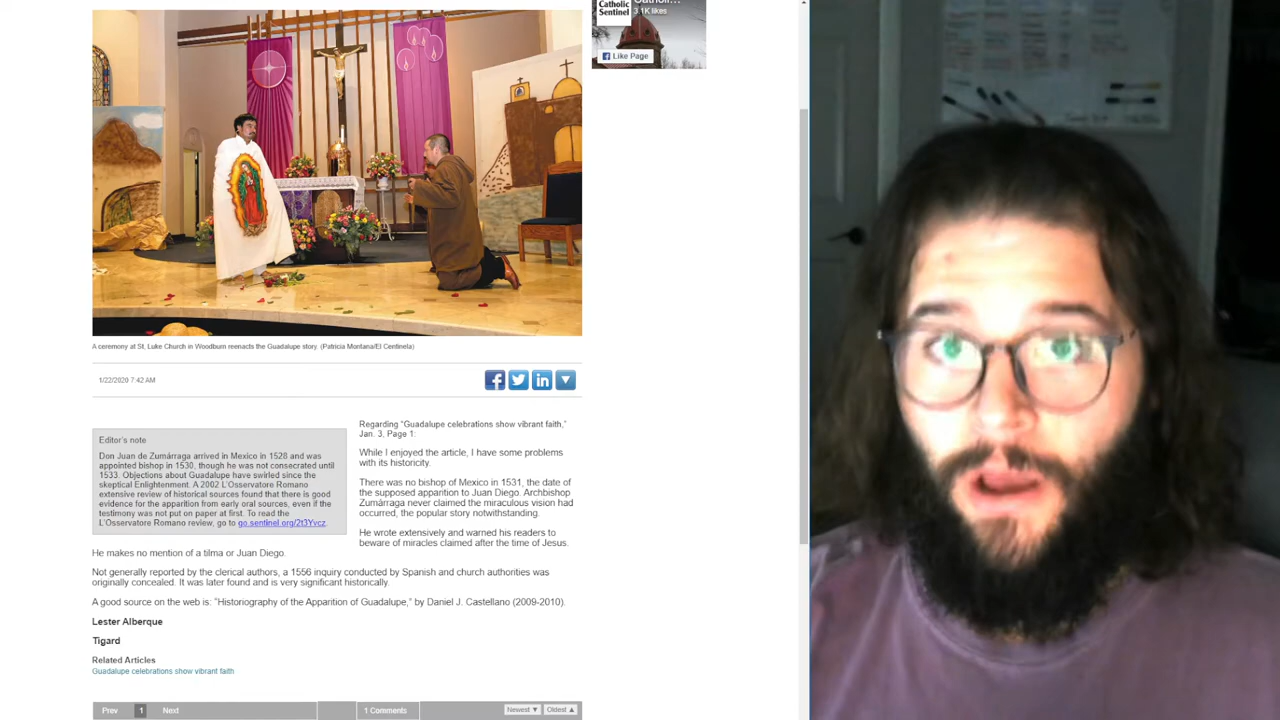 Catholic
Sentinel
3.1K likes
Like Page
A ceremony at St. Luke Church in Woodburn reenacts the Guadalupe story. (Patricia Montana/El Centinela)
1/22/2020 7:42 AM
Editor's note
Don Juan de Zumárraga arrived in Mexico in 1528 and was
appointed bishop in 1530, though he was not consecrated until
1533. Objections about Guadalupe have swirled since the
skeptical Enlightenment. A 2002 L'Osservatore Romano
extensive review of historical sources found that there is good
evidence for the apparition from early oral sources, even if the
testimony was not put on paper at first. To read the
L'Osservatore Romano review, go to go.sentinel.org/2t3Yvcz.
Regarding "Guadalupe celebrations show vibrant faith,"
Jan. 3, Page 1:
While I enjoyed the article, I have some problems
with its historicity.
There was no bishop of Mexico in 1531, the date of
the supposed apparition to Juan Diego. Archbishop
Zumárraga never claimed the miraculous vision had
occurred, the popular story notwithstanding.
He wrote extensively and warned his readers to
beware of miracles claimed after the time of Jesus.
He makes no mention of a tilma or Juan Diego.
Not generally reported by the clerical authors, a 1556 inquiry conducted by Spanish and church authorities was
originally concealed. It was later found and is very significant historically.
A good source on the web is: "Historiography of the Apparition of Guadalupe," by Daniel J. Castellano (2009-2010).
Lester Alberque
Tigard
Related Articles
Guadalupe celebrations show vibrant faith
Prev 1 Next 1 Comments Newest ▼ Oldest ▲